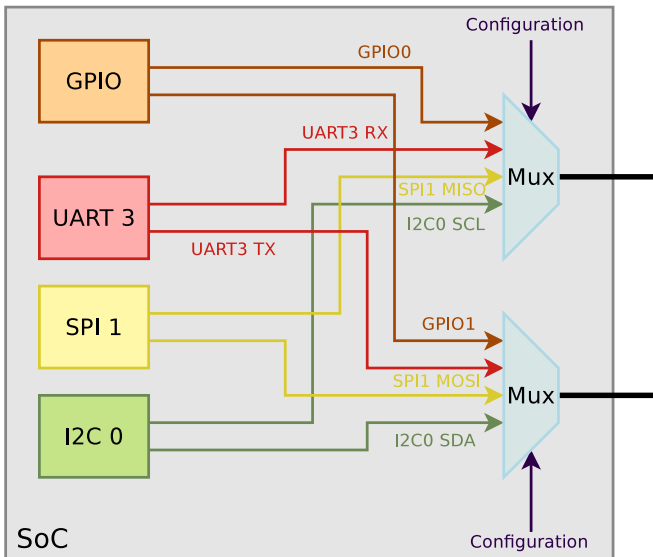 Configuration
GPIO
GPIO0
UART3 RX
Mux
SPI1 MISO
UART 3
I2C0 SCL
UART3 TX
SPI 1
GPIO1
SPI1 MOSI
Mux
I2C 0
I2C0 SDA
SoC
Configuration